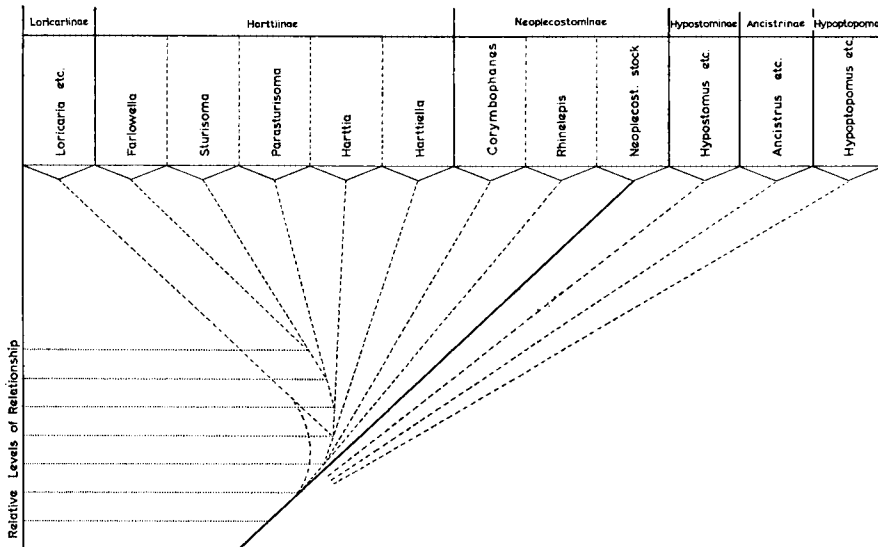 Loricariinae
Harttiinae
Neoplecostominae
Hypostominae
Ancistrinae
Hypoptopoma
Loricaria etc.
Farlowella
Sturisoma
Parasturisoma
Harttia
Harttiella
Corymbophanes
Rhinelepis
Neoplecost. stock
Hypostomus etc.
Ancistrus etc.
Hypoptopomus etc.
Relative Levels of Relationship